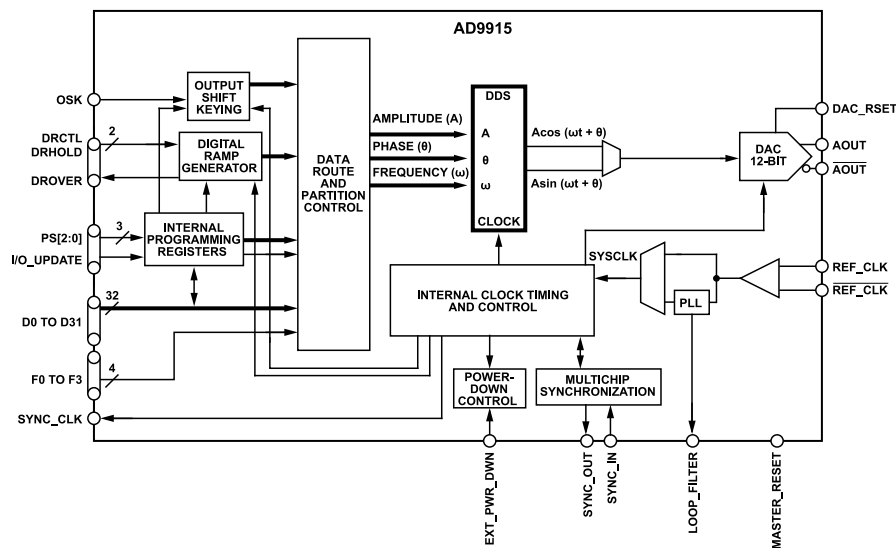 AD9915
OSK
OUTPUT
SHIFT
KEYING
DRCTL
DRHOLD
2
DROVER
DIGITAL
RAMP
GENERATOR
PS[2:0]
3
I/O_UPDATE
INTERNAL
PROGRAMMING
REGISTERS
32
D0 TO D31
F0 TO F3
4
SYNC_CLK
DATA
ROUTE
AND
PARTITION
CONTROL
AMPLITUDE (A)
PHASE (θ)
FREQUENCY (ω)
DDS
A
θ
ω
CLOCK
Acos (ωt + θ)
Asin (ωt + θ)
DAC
12-BIT
DAC_RSET
AOUT
AOUT
SYSCLK
PLL
REF_CLK
REF_CLK
INTERNAL CLOCK TIMING
AND CONTROL
POWER-
DOWN
CONTROL
MULTICHIP
SYNCHRONIZATION
EXT_PWR_DWN
SYNC_OUT
SYNC_IN
LOOP_FILTER
MASTER_RESET